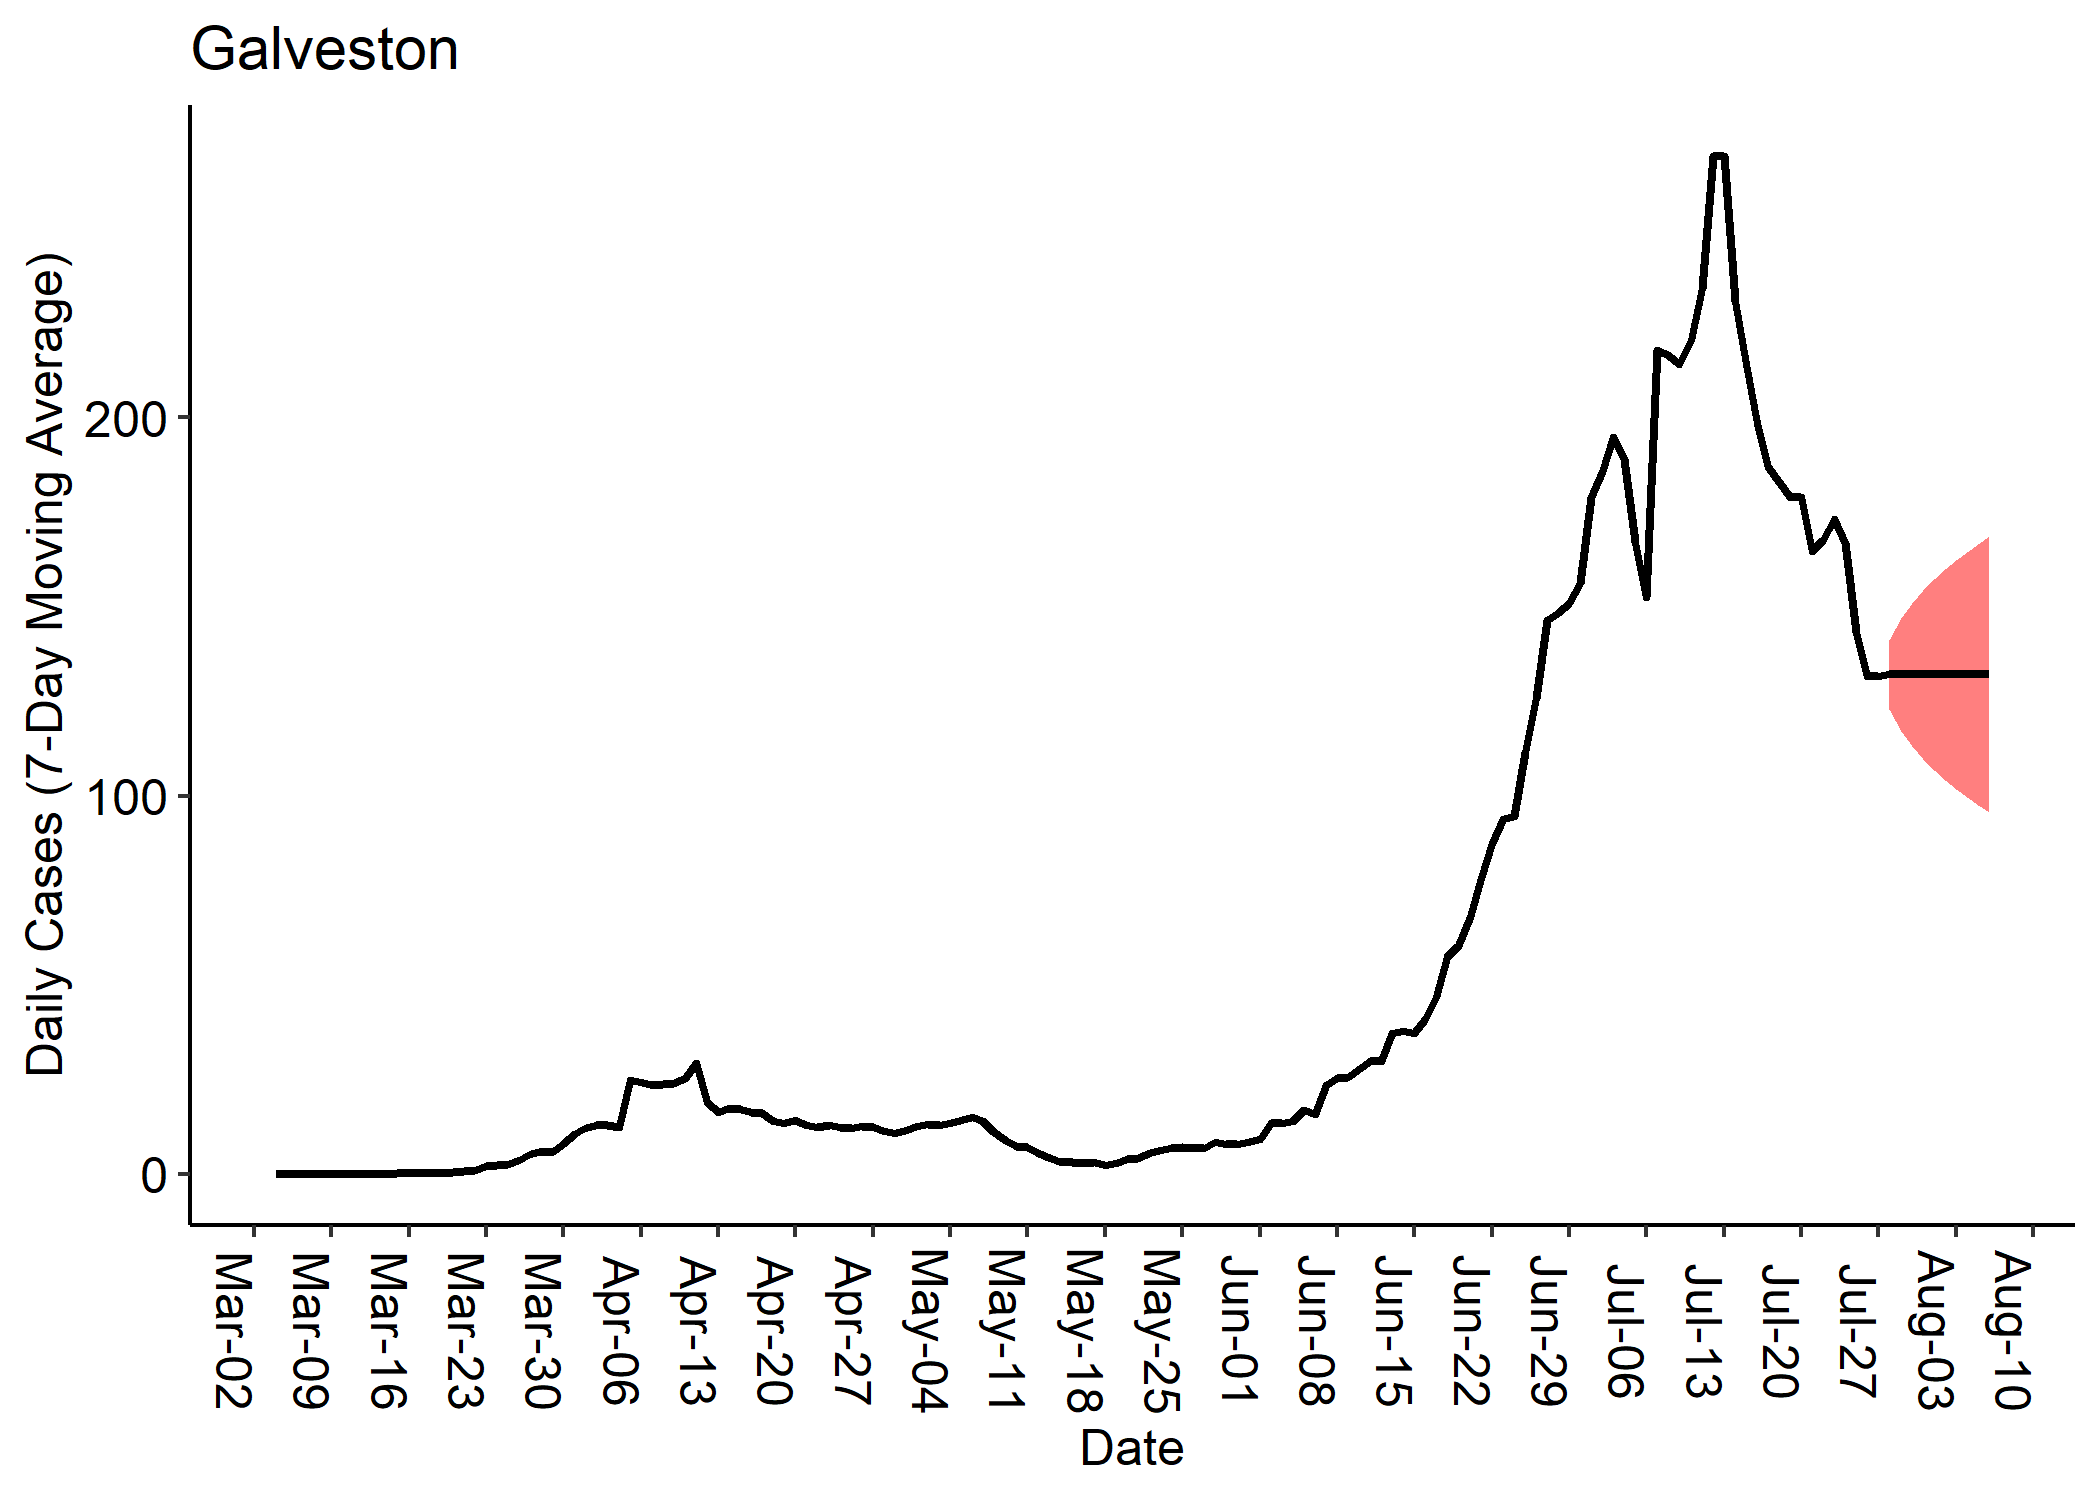 Galveston
Daily Cases (7-Day Moving Average)
200
100
0
Mar-02
Mar-09
Mar-16
Mar-23
Mar-30
Apr-06
Apr-13
Apr-20
Apr-27
May-04
May-11
May-18
May-25
Jun-01
Jun-08
Jun-15
Jun-22
Jun-29
Jul-06
Jul-13
Jul-20
Jul-27
Aug-03
Aug-10
Date